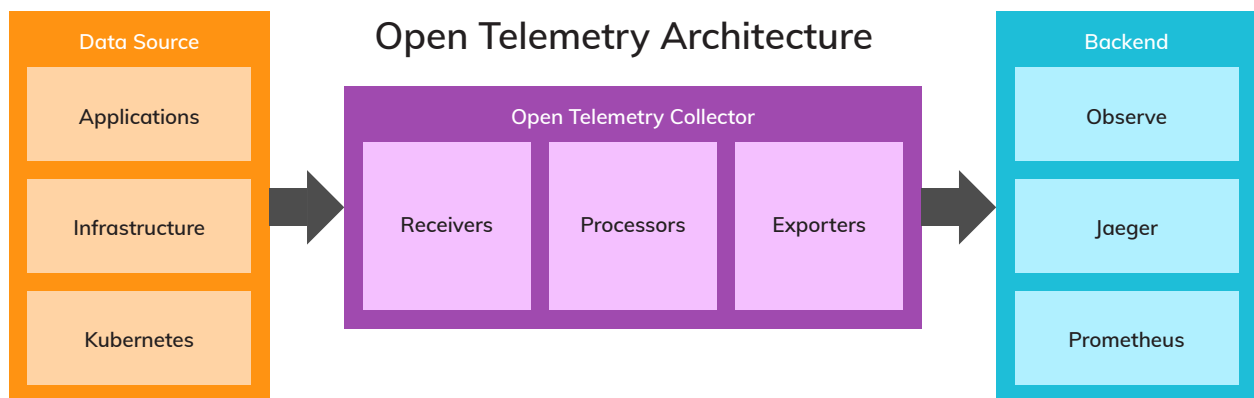 Open Telemetry Architecture
Data Source
Applications
Infrastructure
Kubernetes
Open Telemetry Collector
Receivers
Processors
Exporters
Backend
Observe
Jaeger
Prometheus